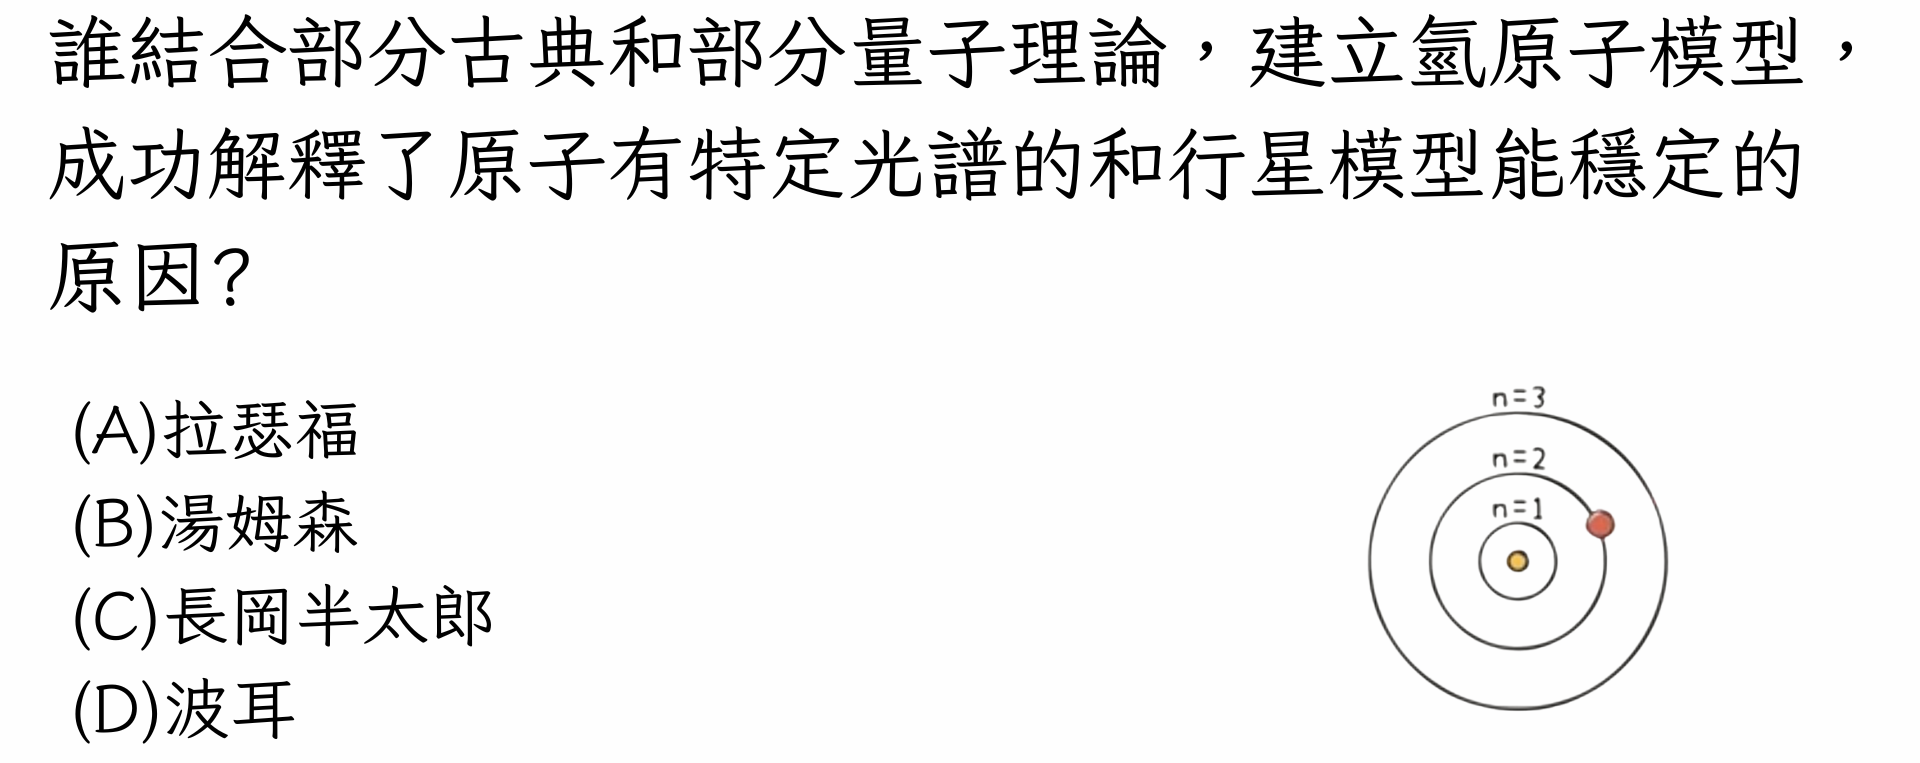 誰結合部分古典和部分量子理論，建立氫原子模型，
成功解釋了原子有特定光譜的和行星模型能穩定的
原因?
(A)拉瑟福
(B)湯姆森
(C)長岡半太郎
(D)波耳
n=3
n=2
n=1